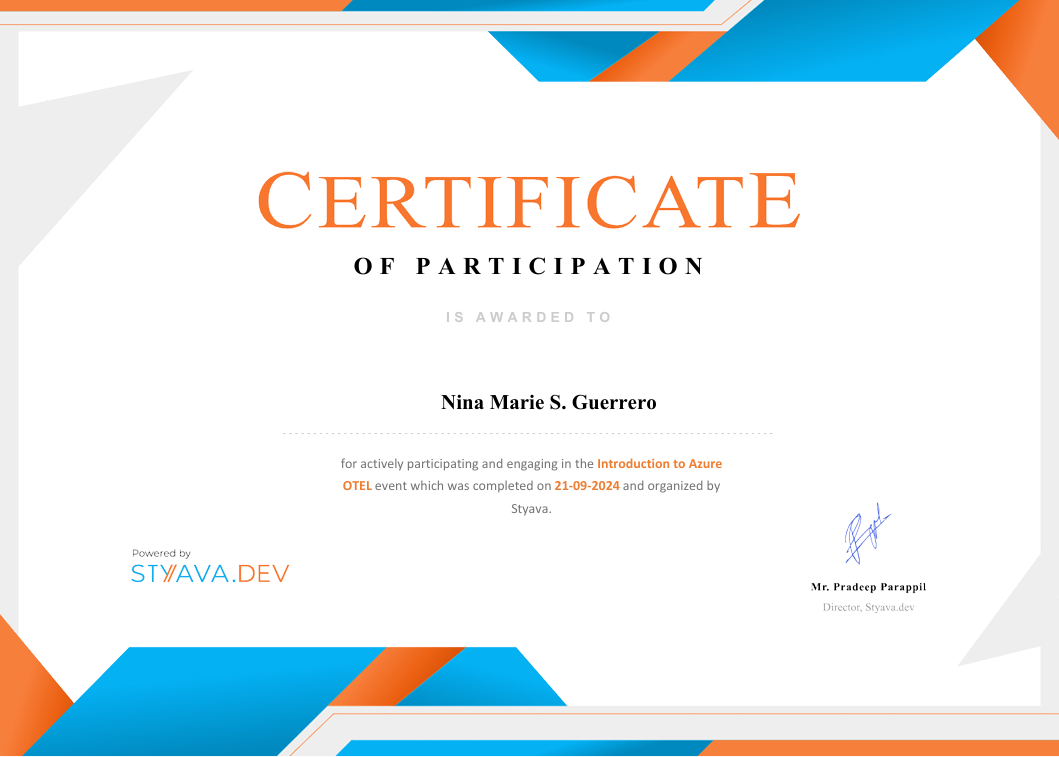 CERTIFICATE
OF PARTICIPATION
IS AWARDED TO
Nina Marie S. Guerrero
for actively participating and engaging in the Introduction to Azure
OTEL event which was completed on 21-09-2024 and organized by
Styava.
Powered by
STYAVA.DEV
Mr. Pradeep Parappil
Director, Styava.dev